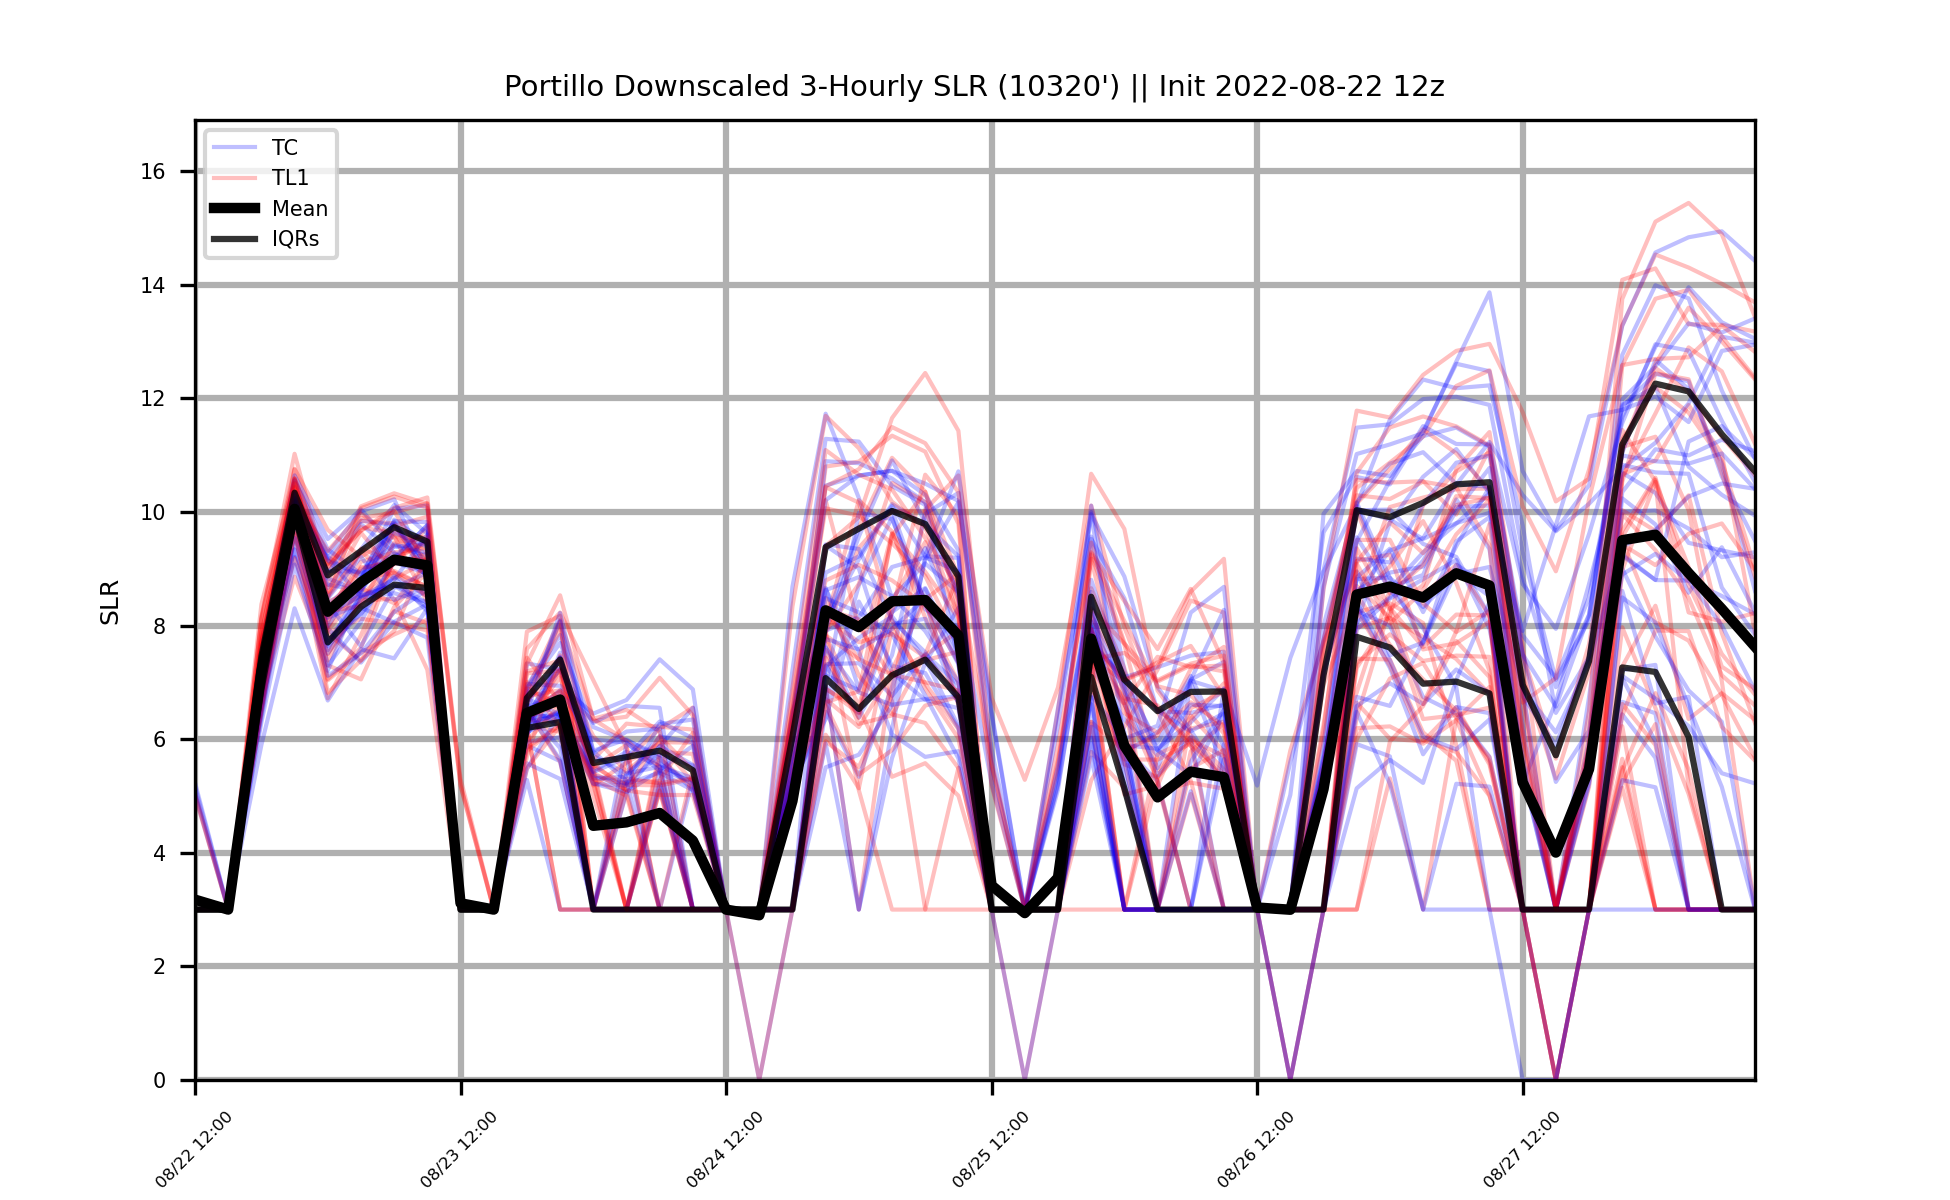 Portillo Downscaled 3-Hourly SLR (10320') || Init 2022-08-22 12z
TC
TL1
Mean
IQRs
SLR
16
14
12
10
8
6
4
2
0
08/22 12:00
08/23 12:00
08/24 12:00
08/25 12:00
08/26 12:00
08/27 12:00